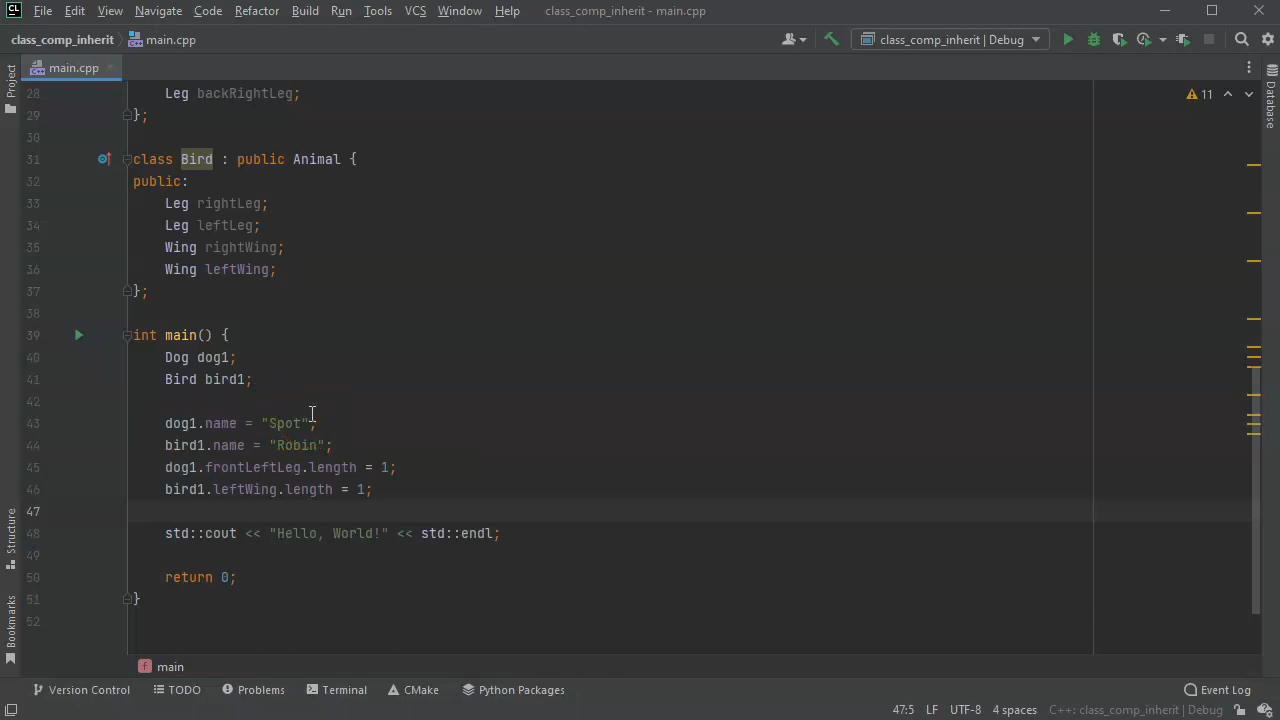 CL File Edit View Navigate Code Refactor Build Run Tools VCS Window Help class_comp_inherit - main.cpp
class_comp_inherit main.cpp class_comp_inherit | Debug
Project main.cpp Database
28 Leg backRightLeg; 11
29 };
30
31 class Bird : public Animal {
32 public:
33     Leg rightLeg;
34     Leg leftLeg;
35     Wing rightWing;
36     Wing leftWing;
37 };
38
39 int main() {
40     Dog dog1;
41     Bird bird1;
42
43     dog1.name = "Spot";
44     bird1.name = "Robin";
45     dog1.frontLeftLeg.length = 1;
46     bird1.leftWing.length = 1;
47
48     std::cout << "Hello, World!" << std::endl;
49
50     return 0;
51 }
52
Structure
Bookmarks
f main
Version Control TODO Problems Terminal CMake Python Packages Event Log
47:5 LF UTF-8 4 spaces C++: class_comp_inherit | Debug